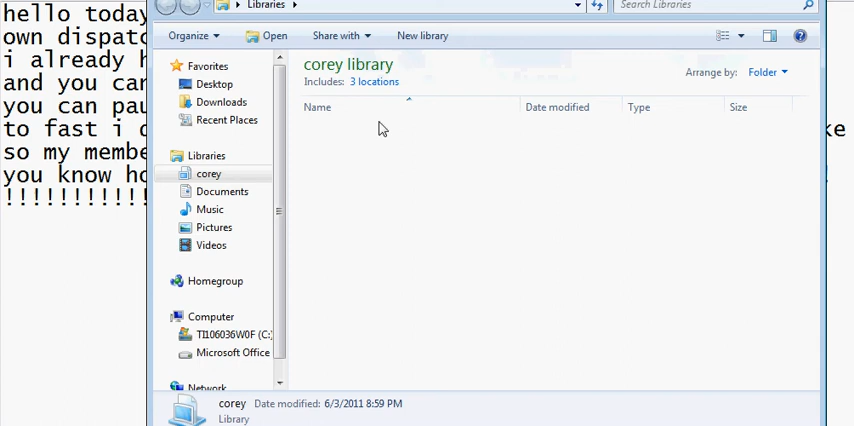 hello today
own dispatc
i already h
and you can
you can pau
to fast i d
ke
so my membe
you know ho
!
!!!!!!!!!!!!
Libraries
Search Libraries
Organize
Open
Share with
New library
Favorites
Desktop
Downloads
Recent Places
Libraries
corey
Documents
Music
Pictures
Videos
Homegroup
Computer
TI106036W0F (C:)
Microsoft Office
Network
corey library
Includes: 3 locations
Arrange by: Folder
Name Date modified Type Size
corey Date modified: 6/3/2011 8:59 PM
Library